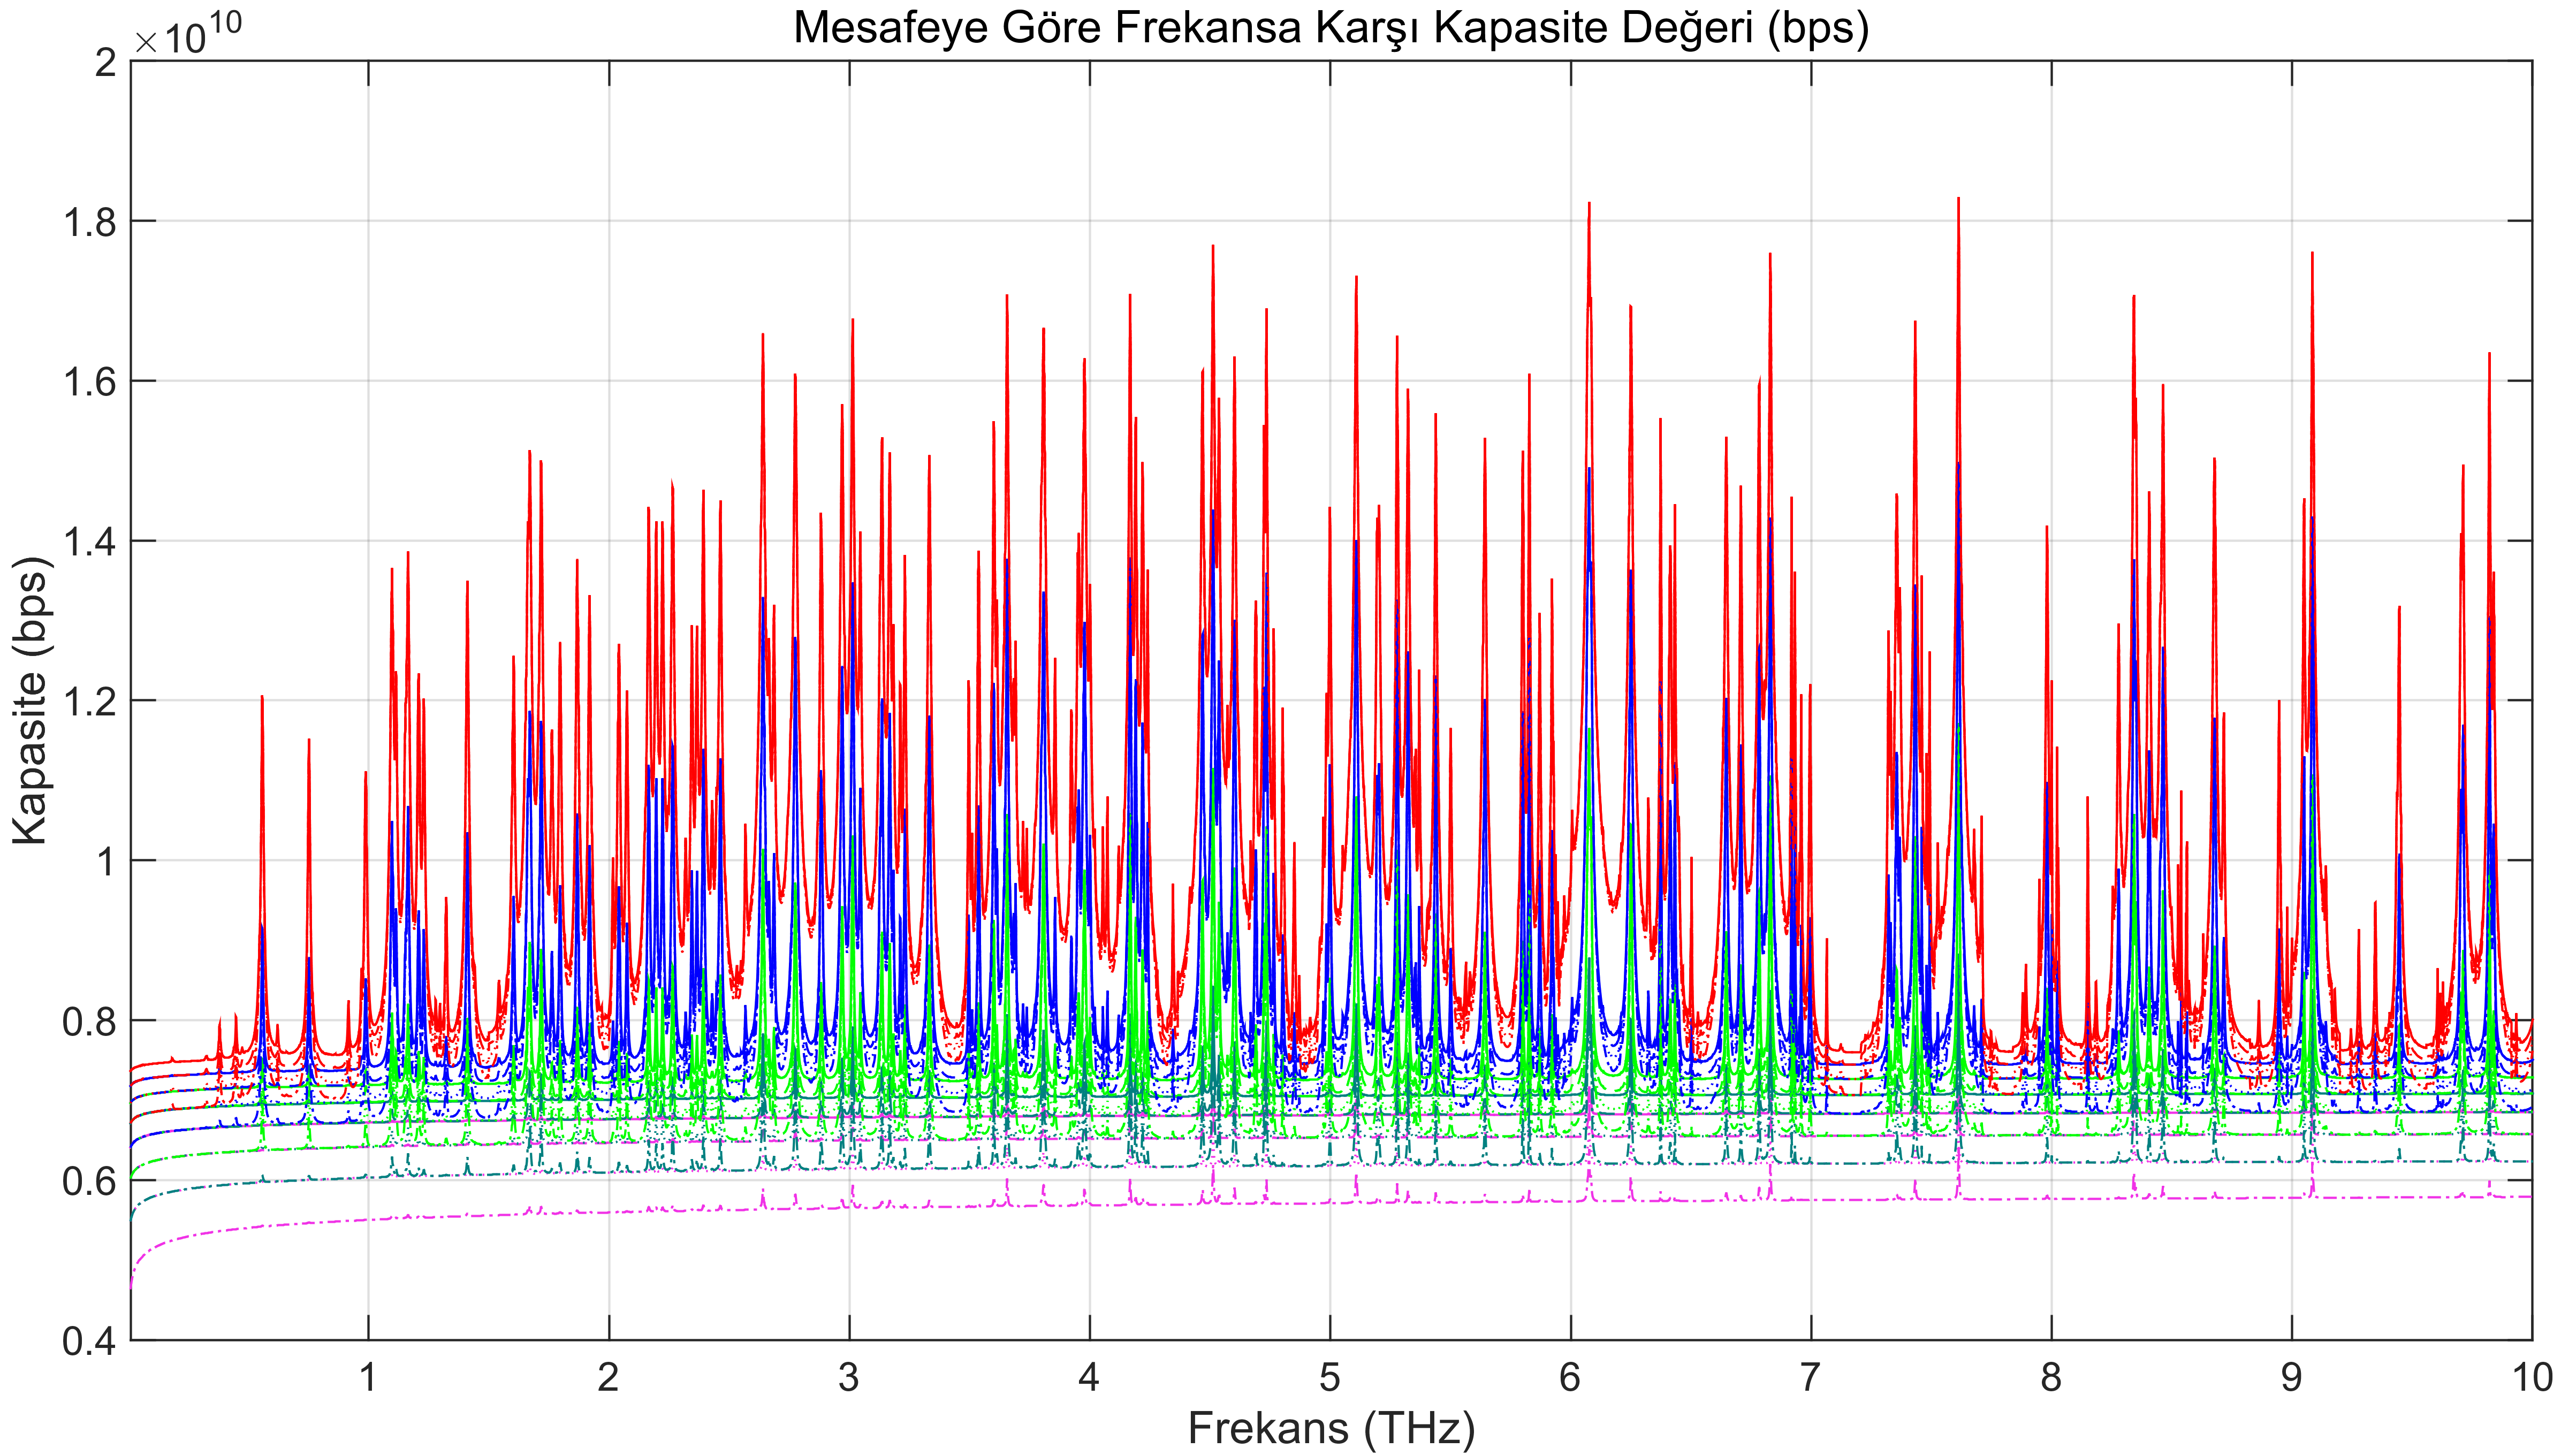 Mesafeye Göre Frekansa Karşı Kapasite Değeri (bps)
×10^10
2
1.8
1.6
1.4
1.2
1
0.8
0.6
0.4
Kapasite (bps)
1 2 3 4 5 6 7 8 9 10
Frekans (THz)